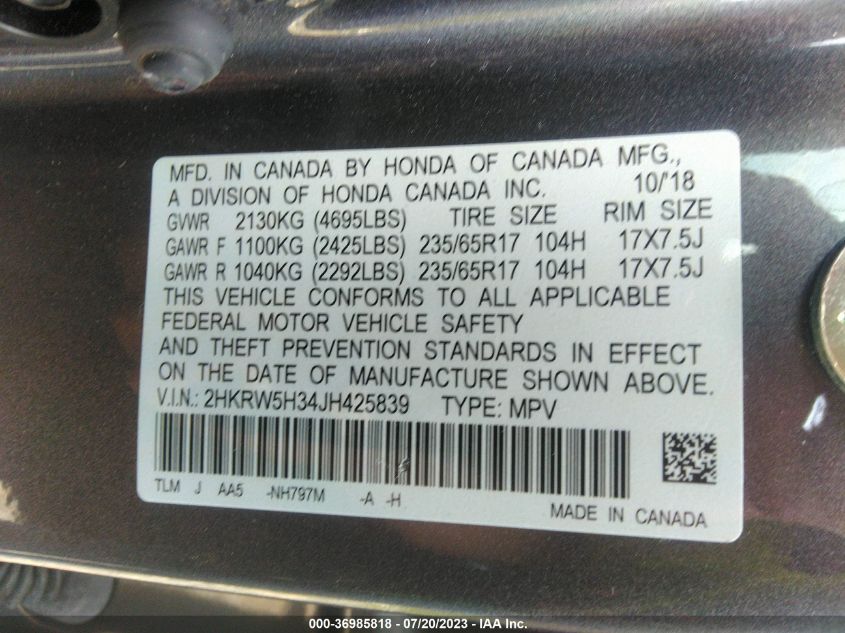 MFD. IN CANADA BY HONDA OF CANADA MFG.,
A DIVISION OF HONDA CANADA INC. 10/'18
GVWR 2130KG (4695LBS) TIRE SIZE RIM SIZE
GAWR F 1100KG (2425LBS) 235/65R17 104H 17X7.5J
GAWR R 1040KG (2292LBS) 235/65R17 104H 17X7.5J
THIS VEHICLE CONFORMS TO ALL APPLICABLE
FEDERAL MOTOR VEHICLE SAFETY
AND THEFT PREVENTION STANDARDS IN EFFECT
ON THE DATE OF MANUFACTURE SHOWN ABOVE.
V.I.N.: 2HKRW5H34JH425839 TYPE: MPV
TLM J AA5 -NH797M -A -H
MADE IN CANADA
000-36985818 - 07/20/2023 - IAA Inc.